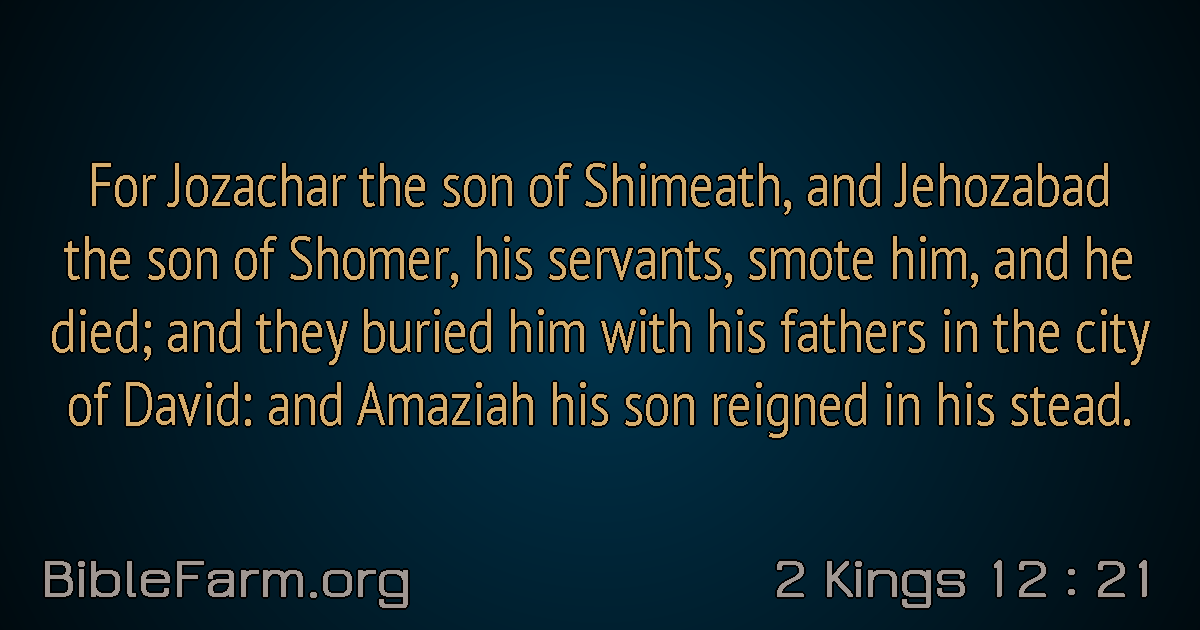 For Jozachar the son of Shimeath, and Jehozabad
the son of Shomer, his servants, smote him, and he
died; and they buried him with his fathers in the city
of David: and Amaziah his son reigned in his stead.
BibleFarm.org
2 Kings 12 : 21